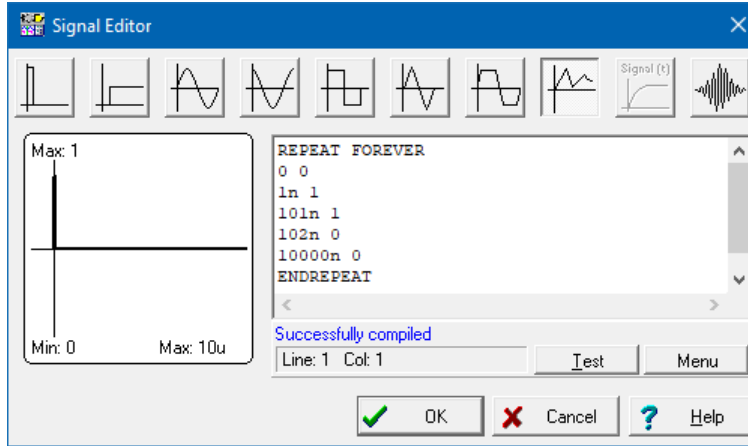 Signal Editor
Signal (t)
Max: 1
Min: 0 Max: 10u
REPEAT FOREVER
0 0
1n 1
101n 1
102n 0
10000n 0
ENDREPEAT
Successfully compiled
Line: 1 Col: 1
Test
Menu
OK
Cancel
Help